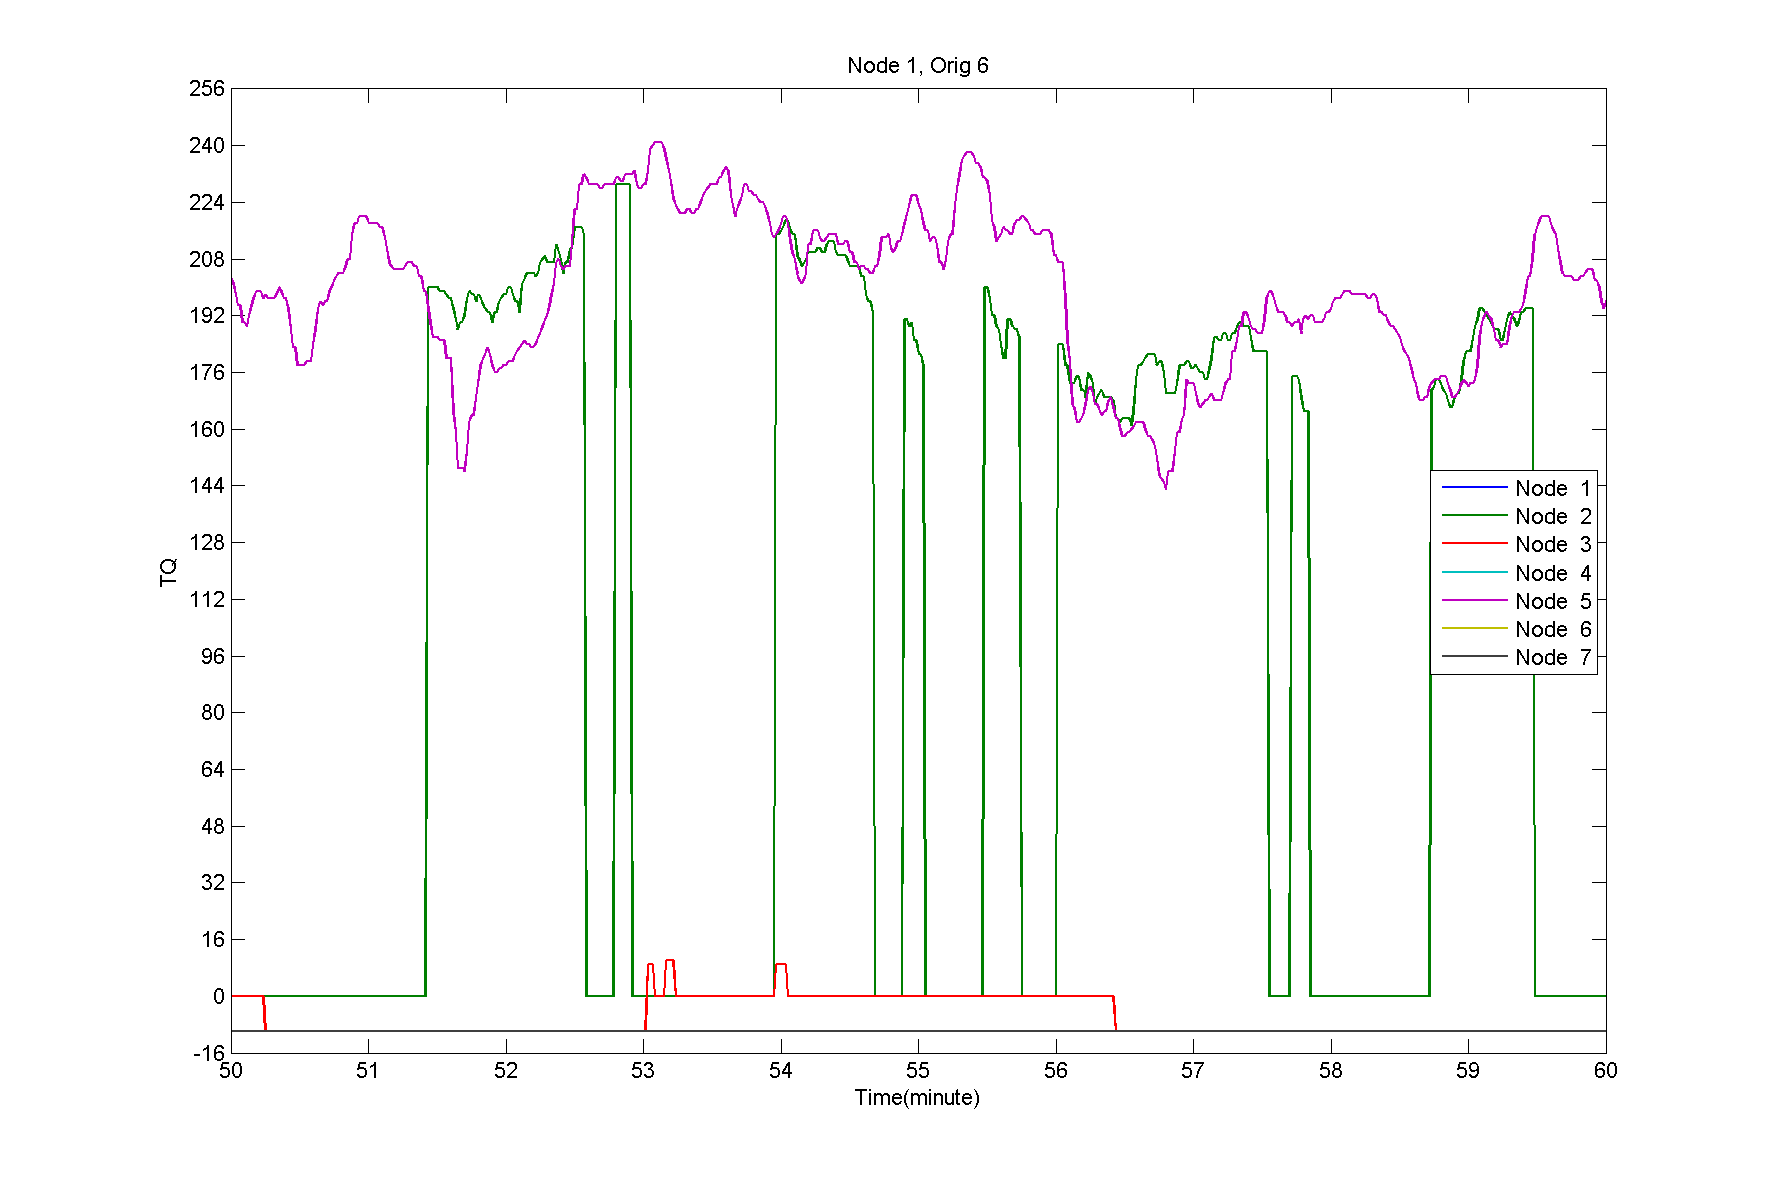 Node 1, Orig 6
256
240
224
208
192
176
160
144
128
112
96
80
64
48
32
16
0
-16
TQ
Node 1
Node 2
Node 3
Node 4
Node 5
Node 6
Node 7
50 51 52 53 54 55 56 57 58 59 60
Time(minute)